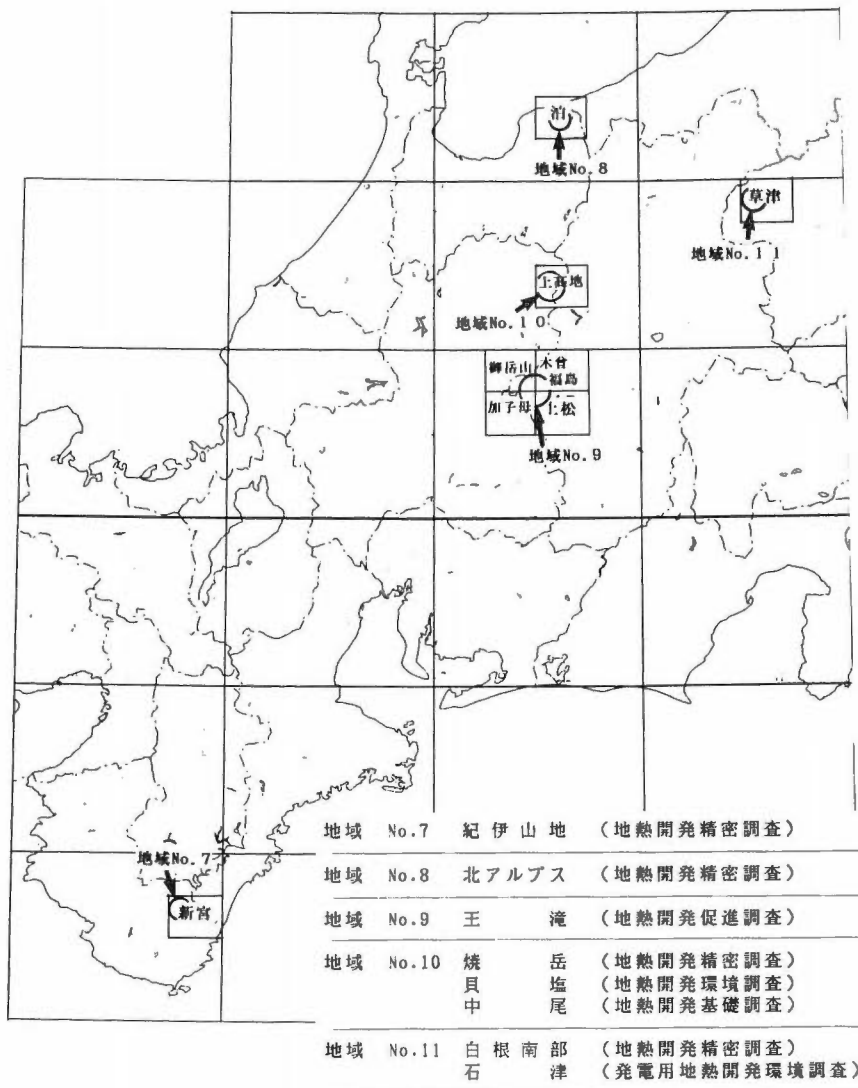 泊
地域No.8
草津
地域No.11
上高地
地域No.10
御岳山 木曾
福島
加子母 上松
地域No.9
地域No.7
新宮
地域 No.7 紀伊山地 (地熱開発精密調査)
地域 No.8 北アルプス (地熱開発精密調査)
地域 No.9 王滝 (地熱開発促進調査)
地域 No.10 焼岳 (地熱開発精密調査)
貝塩 (地熱開発環境調査)
中尾 (地熱開発基礎調査)
地域 No.11 白根南部 (地熱開発精密調査)
石津 (発電用地熱開発環境調査)